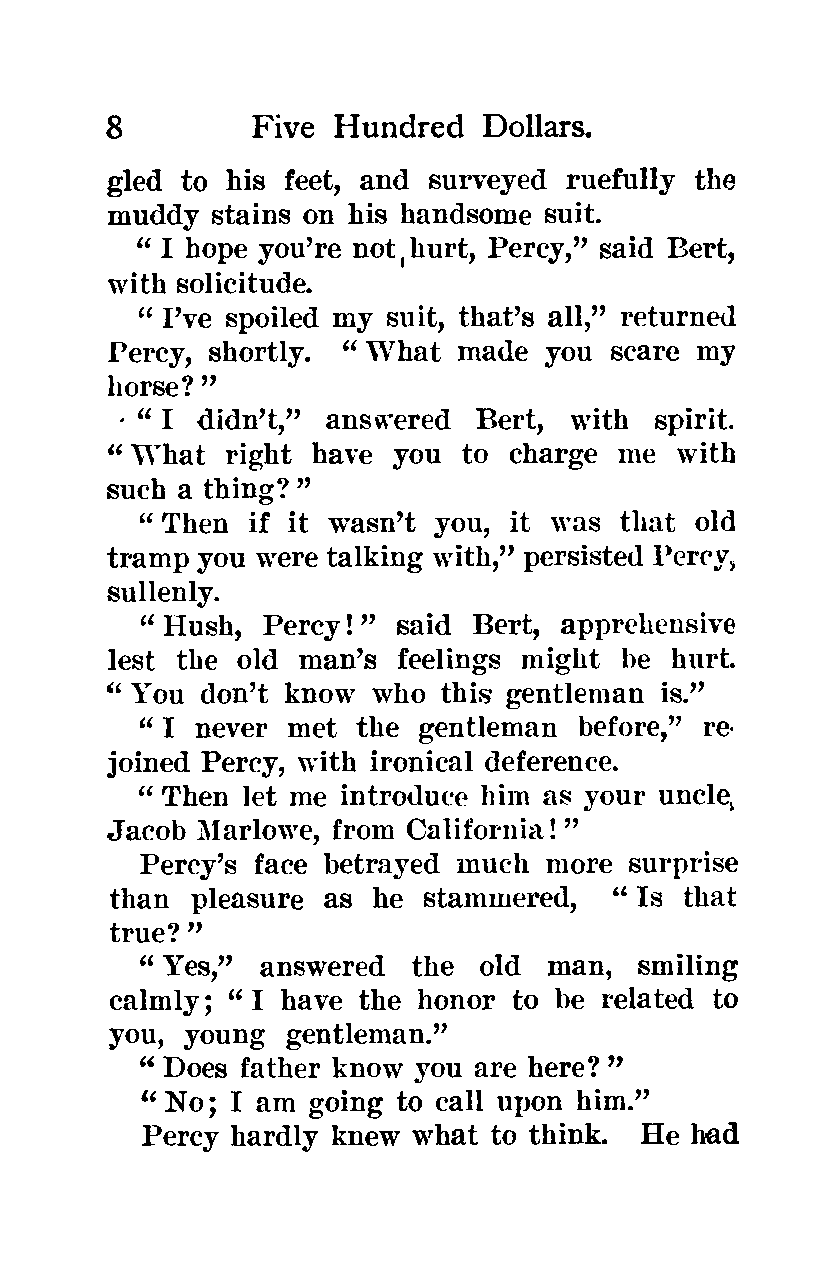 8 Five Hundred Dollars.
gled to his feet, and surveyed ruefully the
muddy stains on his handsome suit.
“ I hope you’re not hurt, Percy,” said Bert,
with solicitude.
“ I’ve spoiled my suit, that’s all,” returned
Percy, shortly. “ What made you scare my
horse? ”
“ I didn’t,” answered Bert, with spirit.
“ What right have you to charge me with
such a thing? ”
“ Then if it wasn’t you, it was that old
tramp you were talking with,” persisted Percy,
sullenly.
“ Hush, Percy! ” said Bert, apprehensive
lest the old man’s feelings might be hurt.
“ You don’t know who this gentleman is.”
“ I never met the gentleman before,” re-
joined Percy, with ironical deference.
“ Then let me introduce him as your uncle,
Jacob Marlowe, from California! ”
Percy’s face betrayed much more surprise
than pleasure as he stammered, “ Is that
true? ”
“ Yes,” answered the old man, smiling
calmly; “ I have the honor to be related to
you, young gentleman.”
“ Does father know you are here? ”
“ No; I am going to call upon him.”
Percy hardly knew what to think. He had